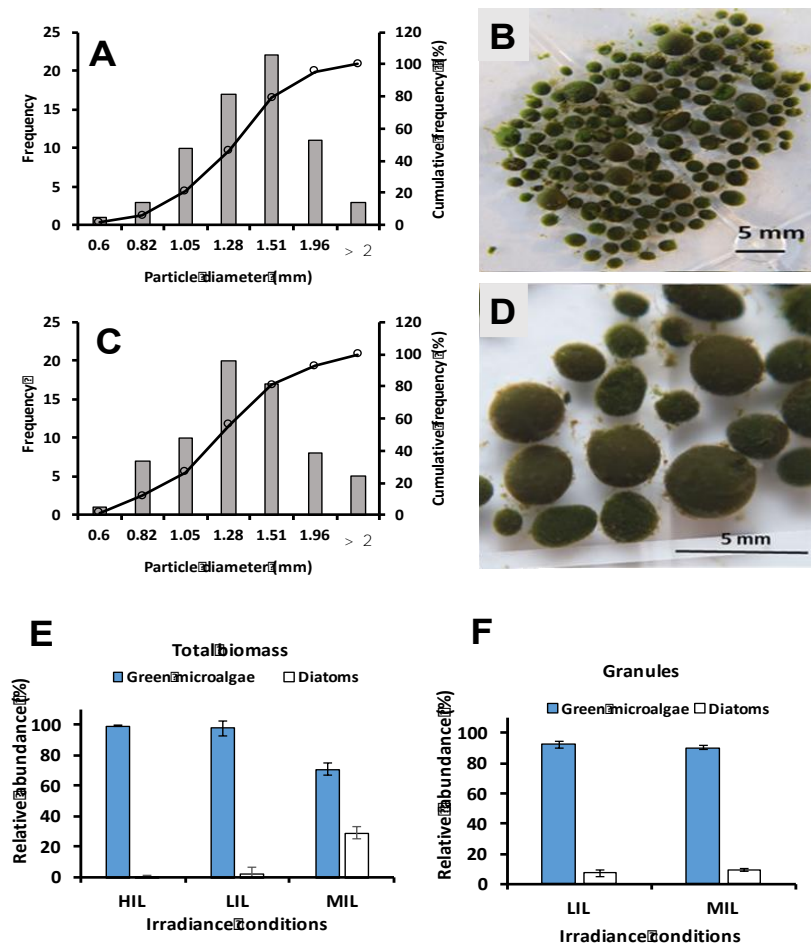 A
25
20
15
10
5
0
Frequency
120
100
80
60
40
20
0
Cumulative frequency (%)
0.6 0.82 1.05 1.28 1.51 1.96 > 2
Particle diameter (mm)
B
5 mm
C
25
20
15
10
5
0
Frequency
120
100
80
60
40
20
0
Cumulative frequency (%)
0.6 0.82 1.05 1.28 1.51 1.96 > 2
Particle diameter (mm)
D
5 mm
E
Total biomass
Green microalgae Diatoms
Relative abundance (%)
100
80
60
40
20
0
HIL LIL MIL
Irradiance conditions
F
Granules
Green microalgae Diatoms
Relative abundance (%)
100
80
60
40
20
0
LIL MIL
Irradiance conditions